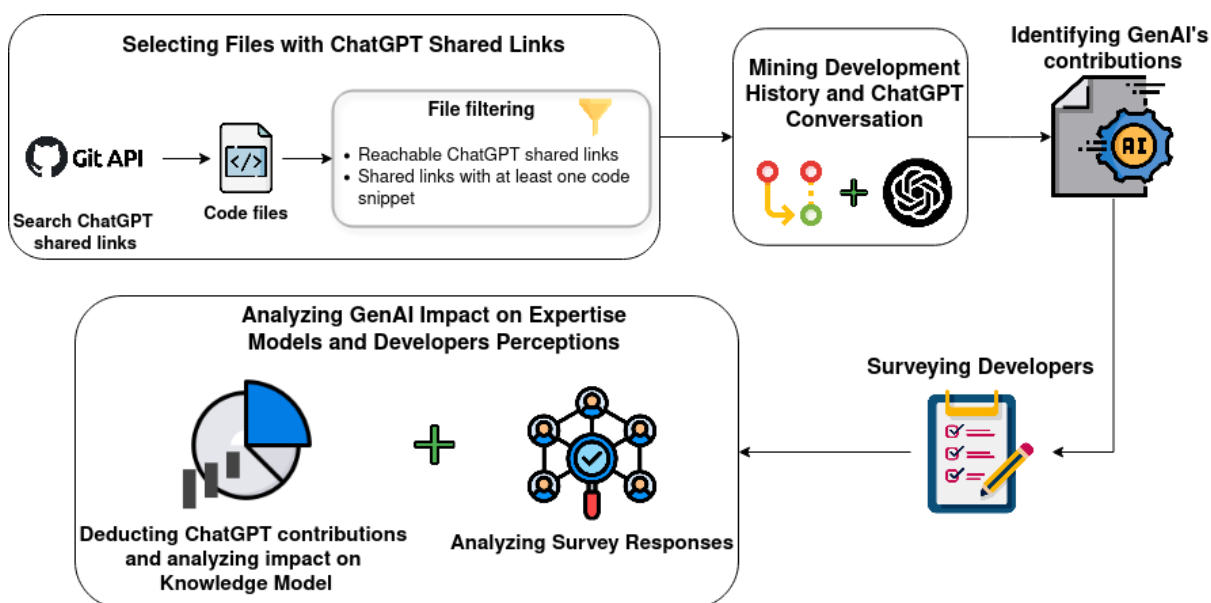 Selecting Files with ChatGPT Shared Links
Git API
Search ChatGPT
shared links
</>
Code files
File filtering
• Reachable ChatGPT shared links
• Shared links with at least one code
snippet
Mining Development
History and ChatGPT
Conversation
Identifying GenAI's
contributions
AI
Surveying Developers
Analyzing GenAI Impact on Expertise
Models and Developers Perceptions
Deducting ChatGPT contributions
and analyzing impact on
Knowledge Model
Analyzing Survey Responses